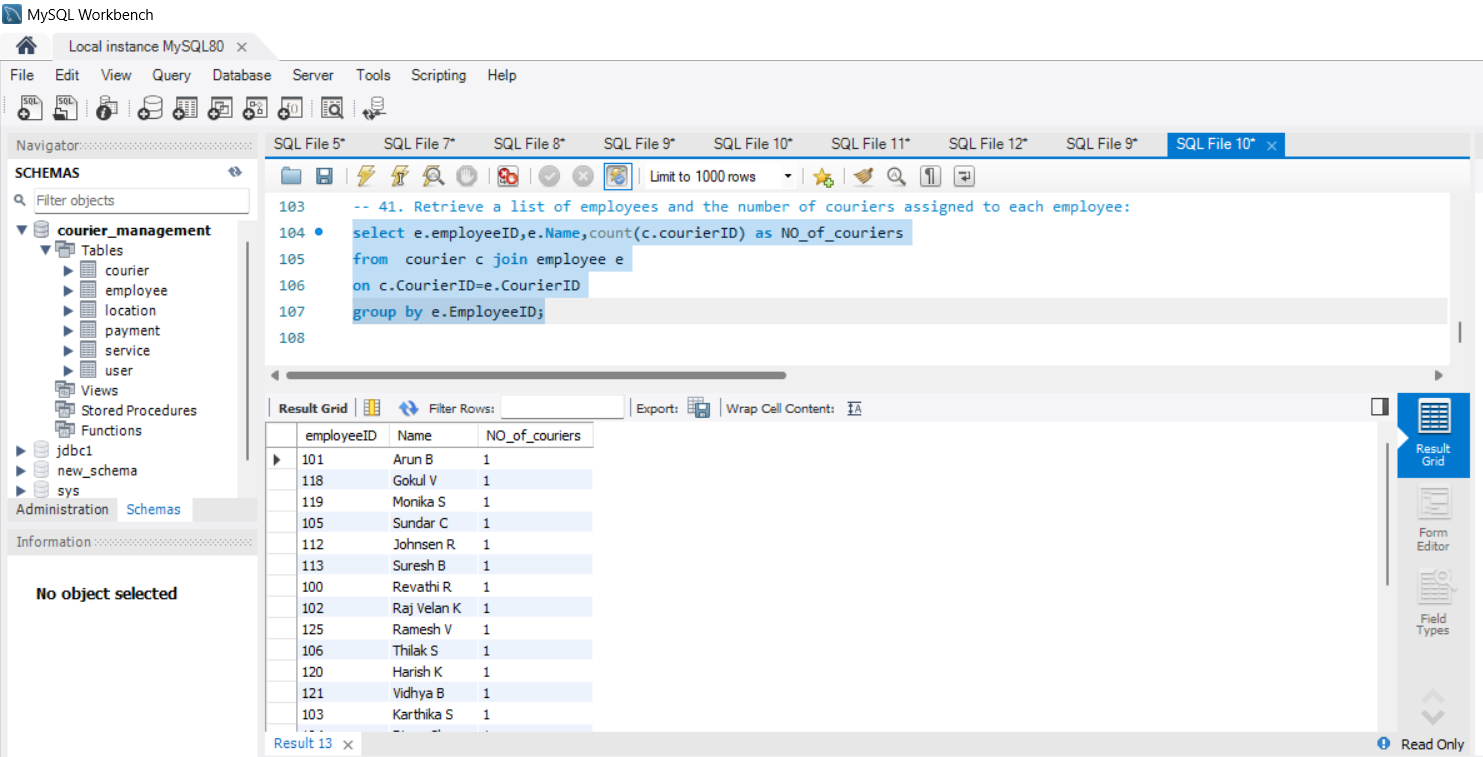 MySQL Workbench
Local instance MySQL80
File Edit View Query Database Server Tools Scripting Help
Navigator
SCHEMAS
Filter objects
courier_management
Tables
courier
employee
location
payment
service
user
Views
Stored Procedures
Functions
jdbc1
new_schema
sys
Administration Schemas
Information
No object selected
SQL File 5* SQL File 7* SQL File 8* SQL File 9* SQL File 10* SQL File 11* SQL File 12* SQL File 9* SQL File 10*
Limit to 1000 rows
103 -- 41. Retrieve a list of employees and the number of couriers assigned to each employee:
104 select e.employeeID,e.Name,count(c.courierID) as NO_of_couriers
105 from  courier c join employee e
106 on c.CourierID=e.CourierID
107 group by e.EmployeeID;
108
Result Grid Filter Rows: Export: Wrap Cell Content:
employeeID Name NO_of_couriers
101 Arun B 1
118 Gokul V 1
119 Monika S 1
105 Sundar C 1
112 Johnsen R 1
113 Suresh B 1
100 Revathi R 1
102 Raj Velan K 1
125 Ramesh V 1
106 Thilak S 1
120 Harish K 1
121 Vidhya B 1
103 Karthika S 1
Result Grid
Form Editor
Field Types
Result 13
Read Only